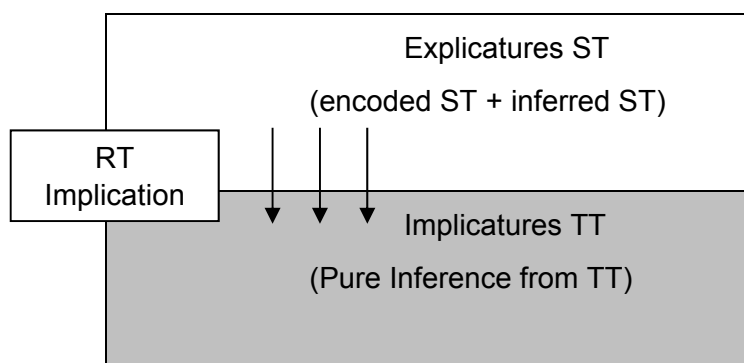 Explicatures ST
(encoded ST + inferred ST)
RT
Implication
Implicatures TT
(Pure Inference from TT)